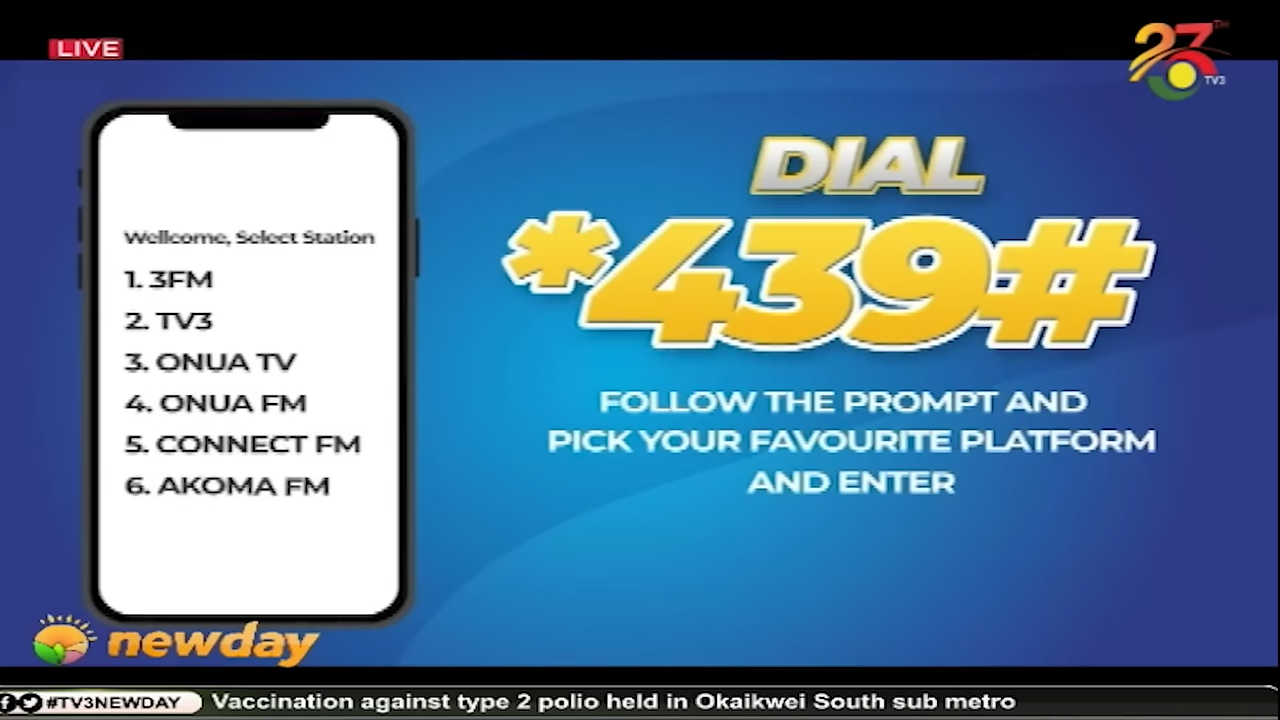 LIVE
23TH
TV3
DIAL
*439#
FOLLOW THE PROMPT AND
PICK YOUR FAVOURITE PLATFORM
AND ENTER
Wellcome, Select Station
1. 3FM
2. TV3
3. ONUA TV
4. ONUA FM
5. CONNECT FM
6. AKOMA FM
newday
#TV3NEWDAY Vaccination against type 2 polio held in Okaikwei South sub metro